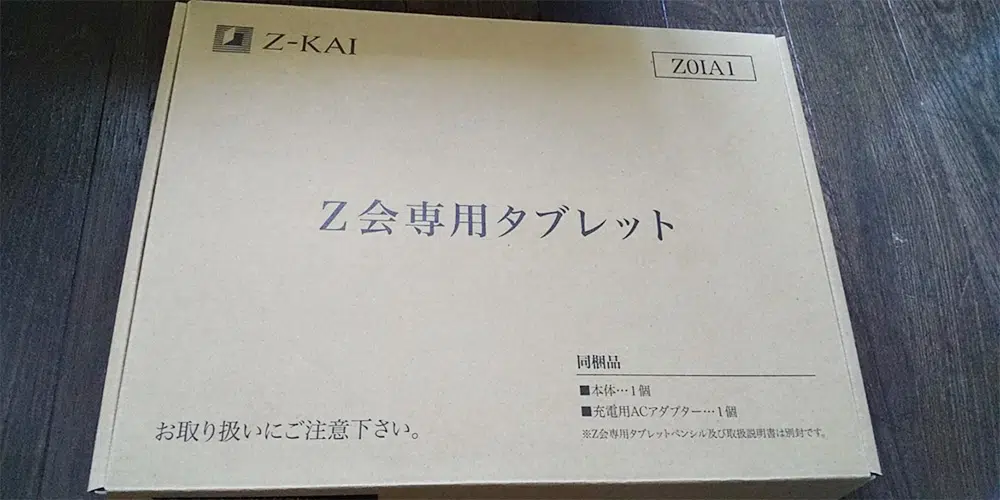 Z-KAI
Z0IA1
Z会専用タブレット
同梱品
■本体…1個
■充電用ACアダプター…1個
※Z会専用タブレットペンシル及び取扱説明書は別封です。
お取り扱いにご注意下さい。